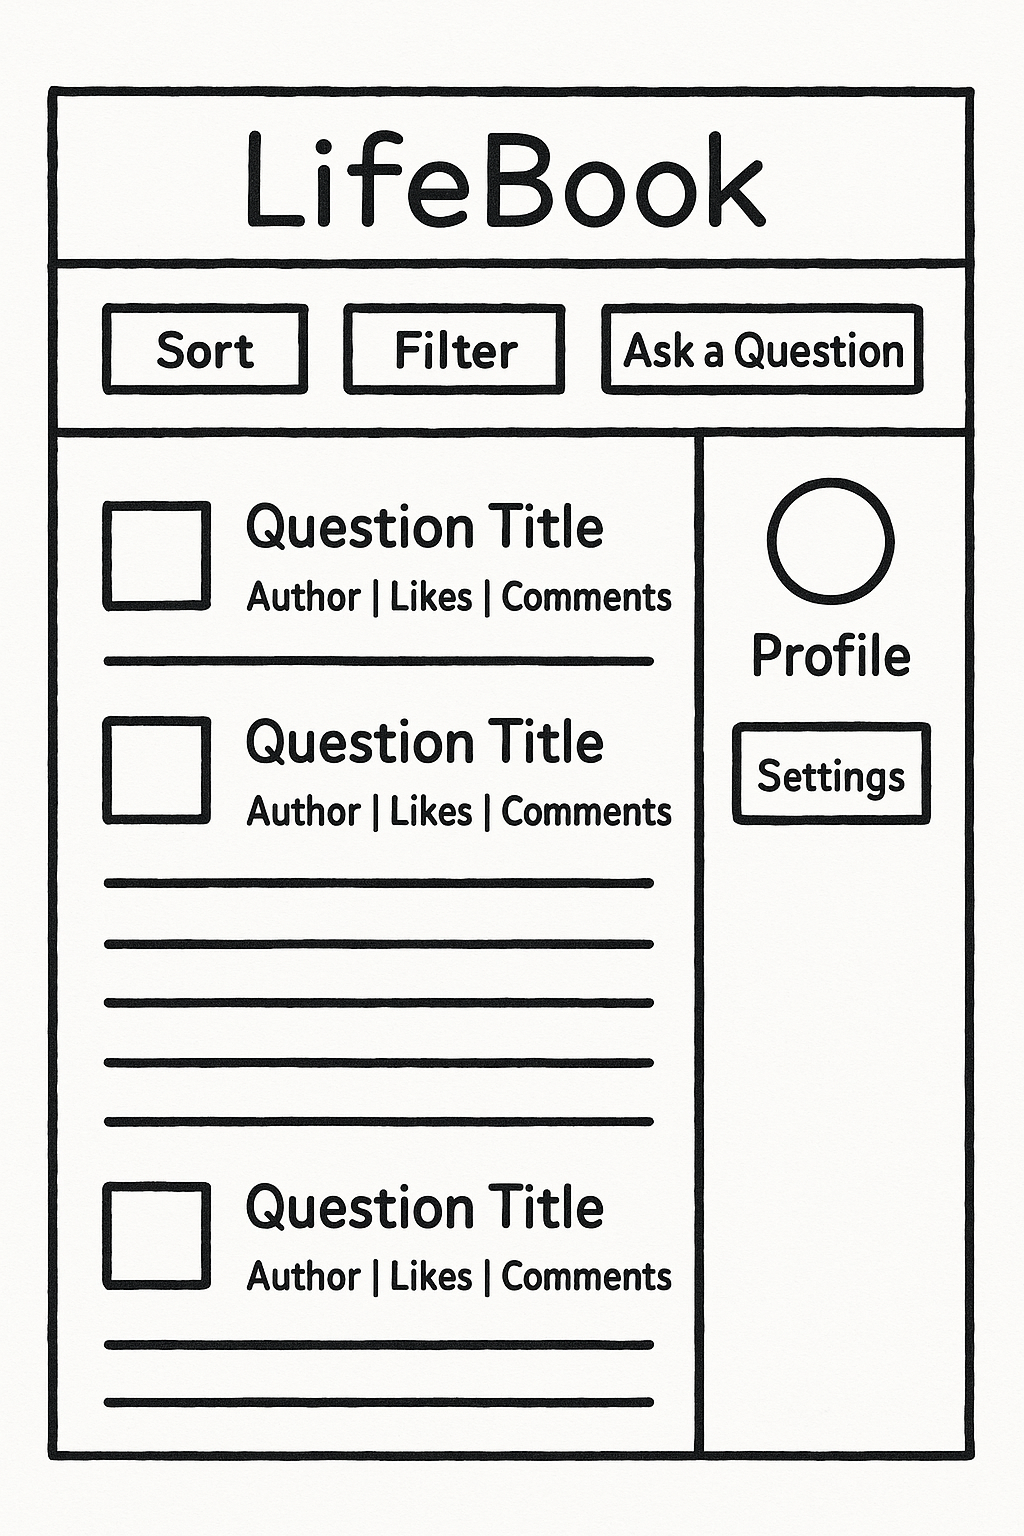 LifeBook
Sort
Filter
Ask a Question
Question Title
Author | Likes | Comments
Question Title
Author | Likes | Comments
Question Title
Author | Likes | Comments
Profile
Settings